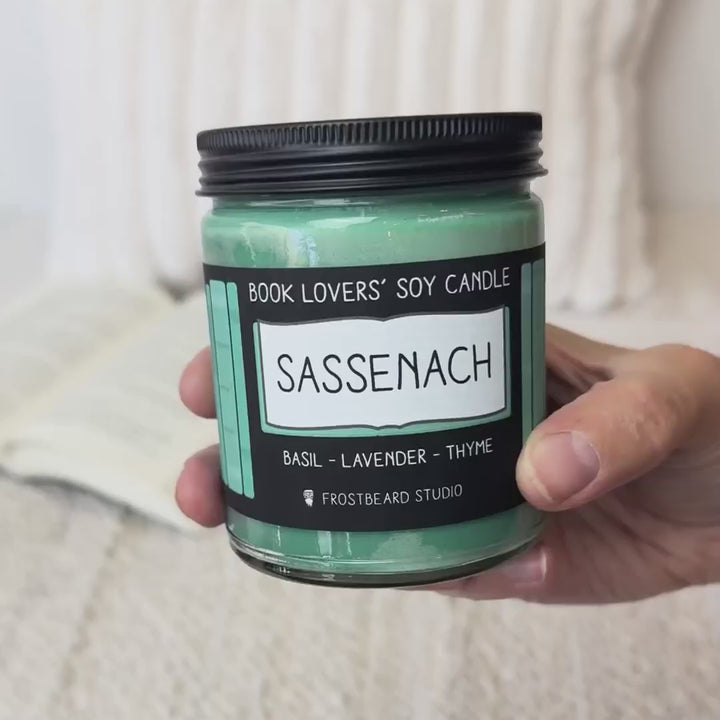 BOOK LOVERS' SOY CANDLE
SASSENACH
BASIL - LAVENDER - THYME
FROSTBEARD STUDIO